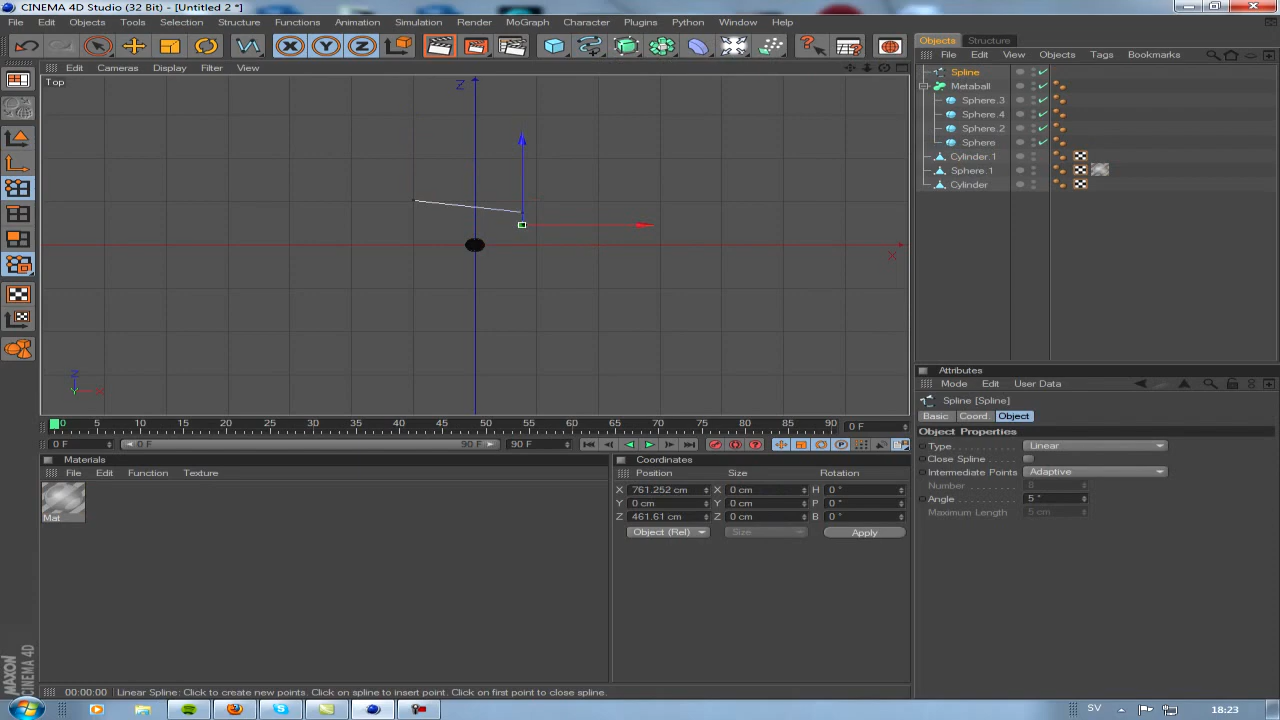 CINEMA 4D Studio (32 Bit) - [Untitled 2 *]
File Edit Objects Tools Selection Structure Functions Animation Simulation Render MoGraph Character Plugins Python Window Help
Objects Structure
File Edit View Objects Tags Bookmarks
Edit Cameras Display Filter View
Top
Z
X
Z
Y
X
Spline
Metaball
Sphere.3
Sphere.4
Sphere.2
Sphere
Cylinder.1
Sphere.1
Cylinder
Attributes
Mode Edit User Data
Spline [Spline]
Basic Coord. Object
Object Properties
Type Linear
Close Spline
Intermediate Points Adaptive
Number 8
Angle 5 °
Maximum Length 5 cm
0 5 10 15 20 25 30 35 40 45 50 55 60 65 70 75 80 85 90 0 F
0 F 0 F 90 F 90 F
Materials
File Edit Function Texture
Mat
Coordinates
Position Size Rotation
X 761.252 cm X 0 cm H 0 °
Y 0 cm Y 0 cm P 0 °
Z 461.61 cm Z 0 cm B 0 °
Object (Rel) Size Apply
MAXON
CINEMA 4D
00:00:00 Linear Spline: Click to create new points. Click on spline to insert point. Click on first point to close spline.
SV 18:23